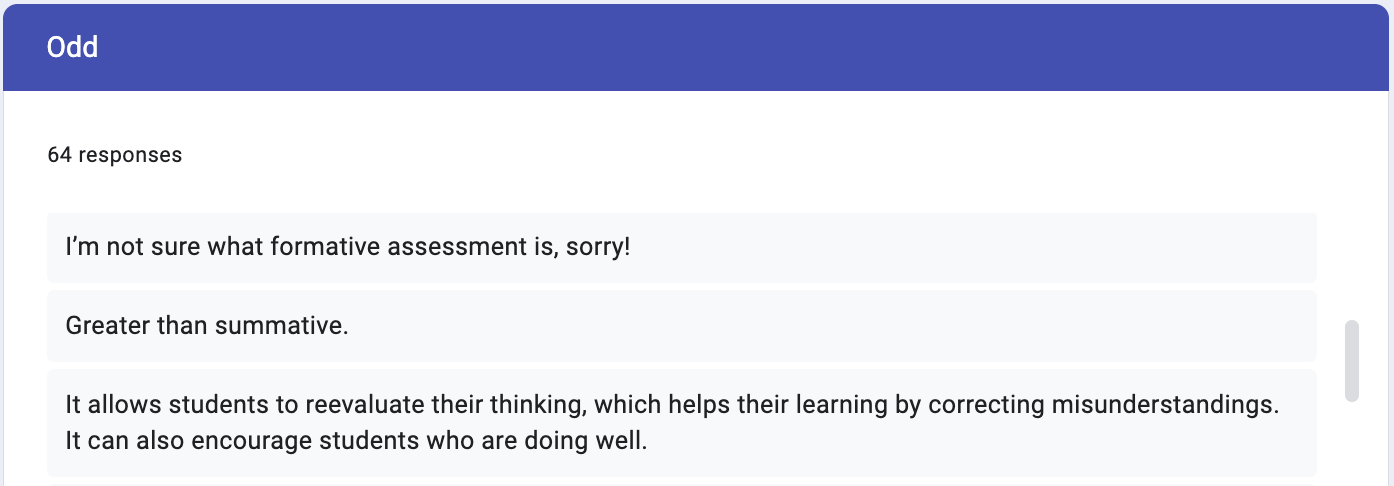 Odd
64 responses
I’m not sure what formative assessment is, sorry!
Greater than summative.
It allows students to reevaluate their thinking, which helps their learning by correcting misunderstandings.
It can also encourage students who are doing well.